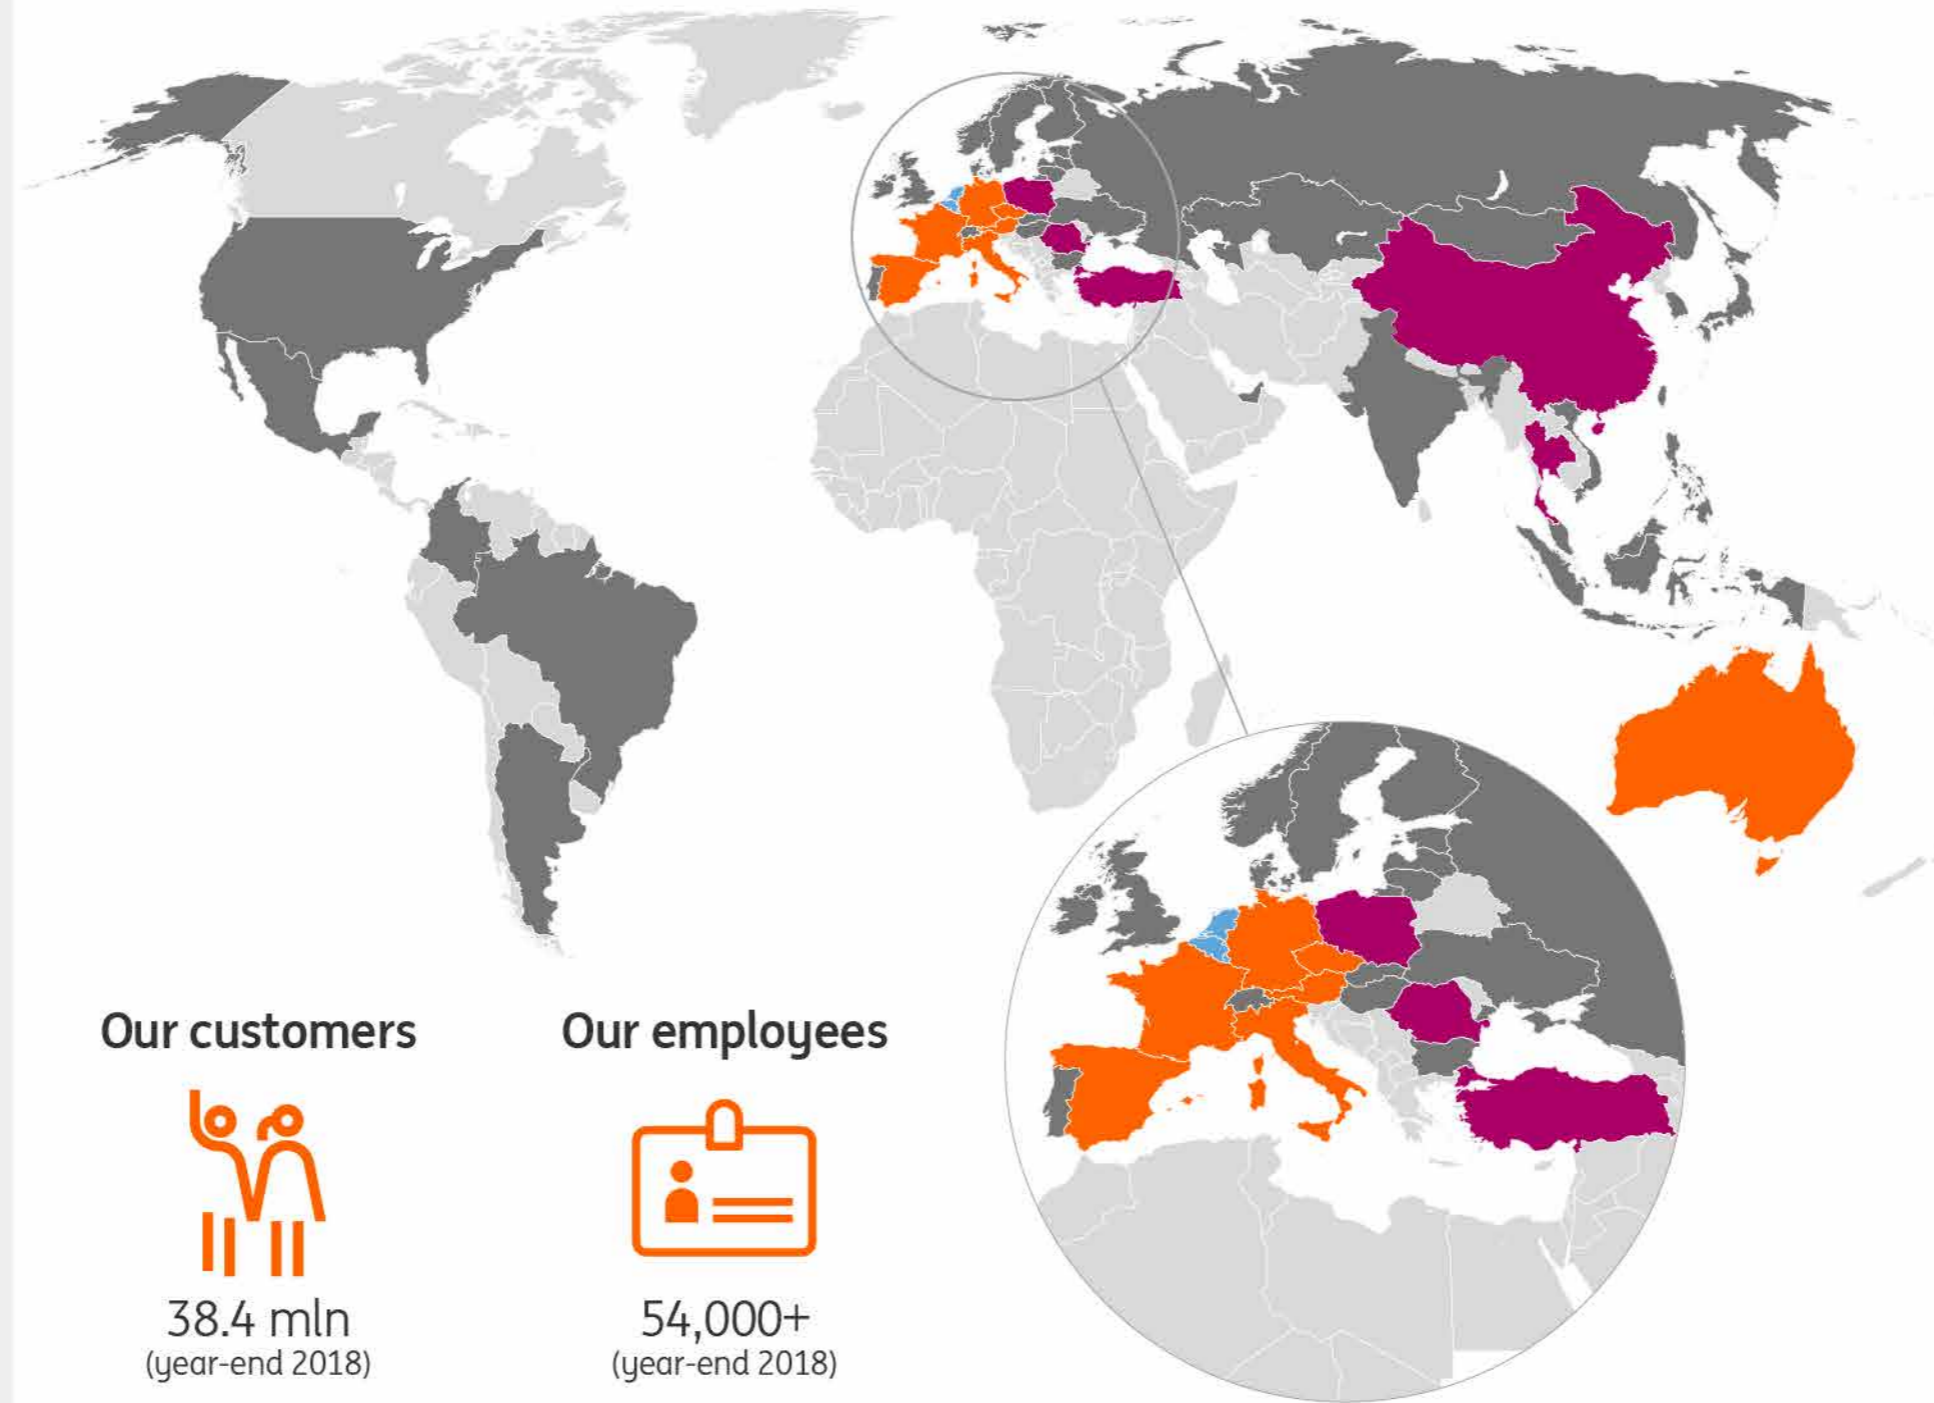 Our customers
38.4 mln
(year-end 2018)
Our employees
54,000+
(year-end 2018)